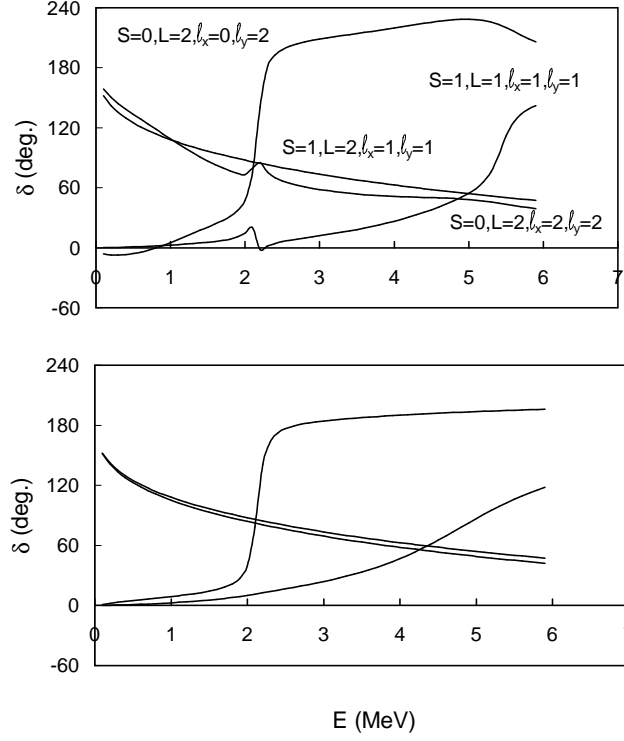 240
180
120
60
0
-60
δ (deg.)
S=0,L=2,ℓx=0,ℓy=2
S=1,L=1,ℓx=1,ℓy=1
S=1,L=2,ℓx=1,ℓy=1
S=0,L=2,ℓx=2,ℓy=2
0 1 2 3 4 5 6 7
240
180
120
60
0
-60
δ (deg.)
0 1 2 3 4 5 6
E (MeV)